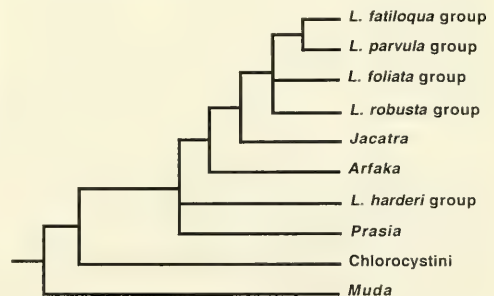 L. fatiloqua group
L. parvula group
L. foliata group
L. robusta group
Jacatra
Arfaka
L. harderi group
Prasia
Chlorocystini
Muda